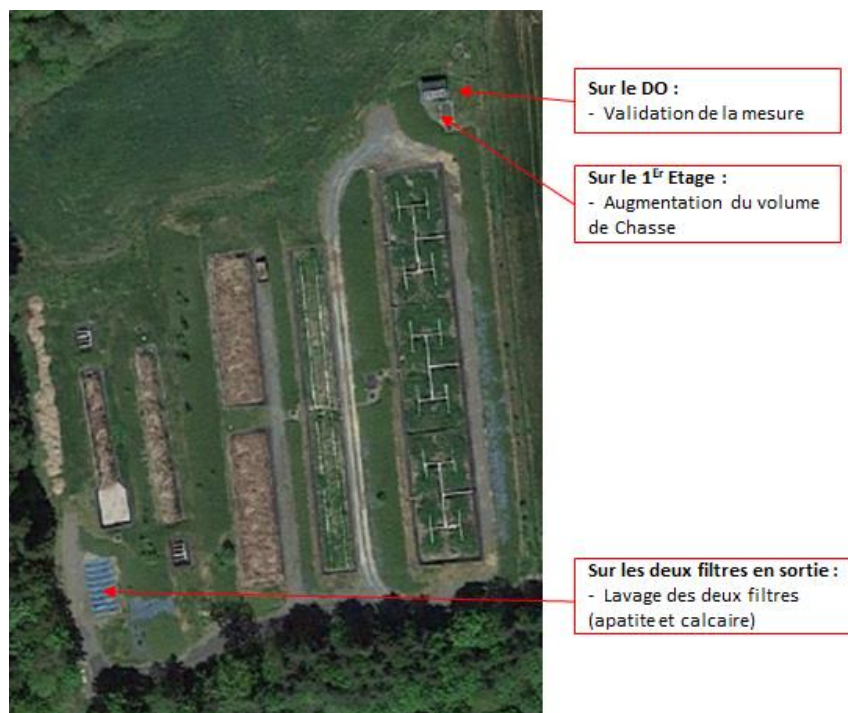 Sur le DO :
- Validation de la mesure
Sur le 1Er Etage :
- Augmentation du volume
de Chasse
Sur les deux filtres en sortie :
- Lavage des deux filtres
(apatite et calcaire)